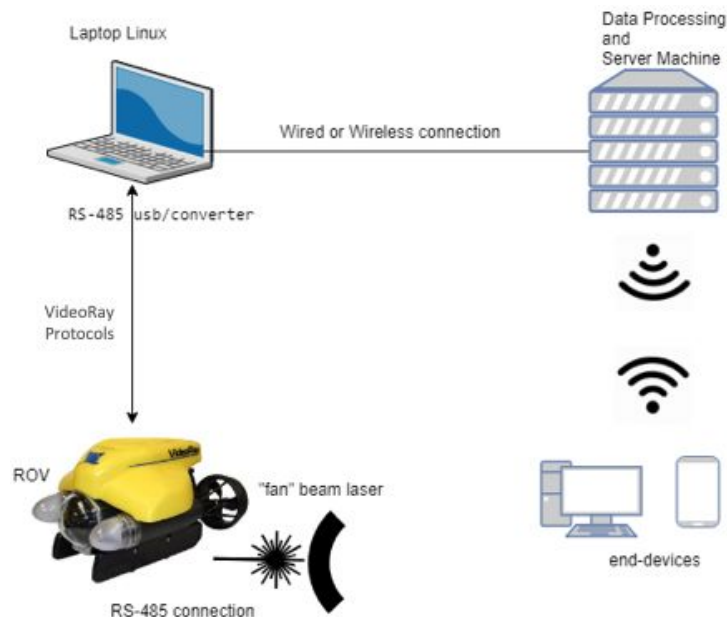 Laptop Linux
Data Processing
and
Server Machine
Wired or Wireless connection
RS-485 usb/converter
VideoRay
Protocols
ROV
VideoRay
"fan" beam laser
RS-485 connection
end-devices